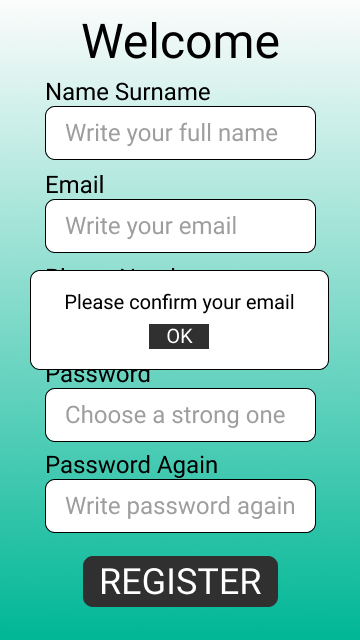 Welcome
Name Surname
Write your full name
Email
Write your email
Please confirm your email
OK
Password
Choose a strong one
Password Again
Write password again
REGISTER